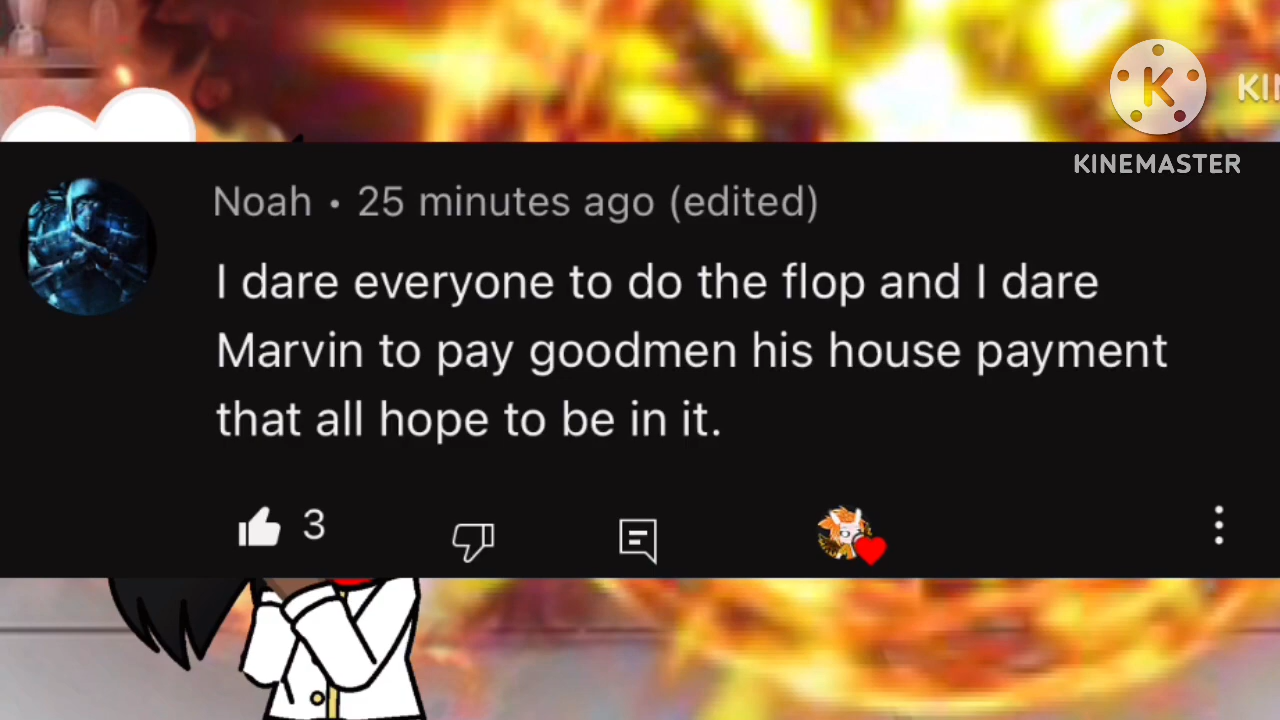 KI
KINEMASTER
Noah • 25 minutes ago (edited)
I dare everyone to do the flop and I dare
Marvin to pay goodmen his house payment
that all hope to be in it.
3